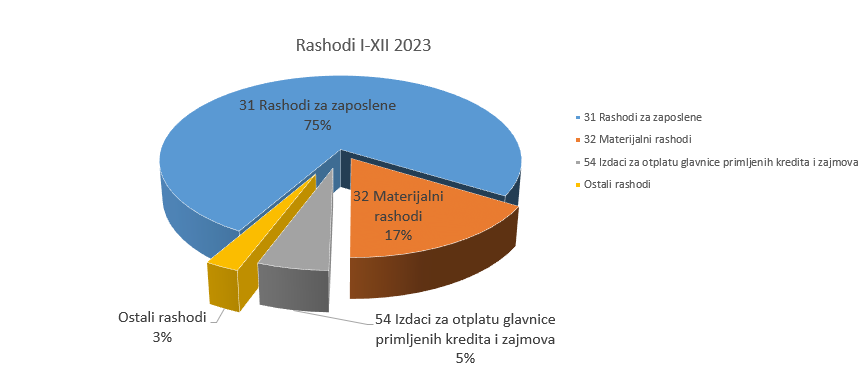 Rashodi I-XII 2023
31 Rashodi za zaposlene
75%
32 Materijalni
rashodi
17%
54 Izdaci za otplatu glavnice
primljenih kredita i zajmova
5%
Ostali rashodi
3%
31 Rashodi za zaposlene
32 Materijalni rashodi
54 Izdaci za otplatu glavnice primljenih kredita i zajmova
Ostali rashodi